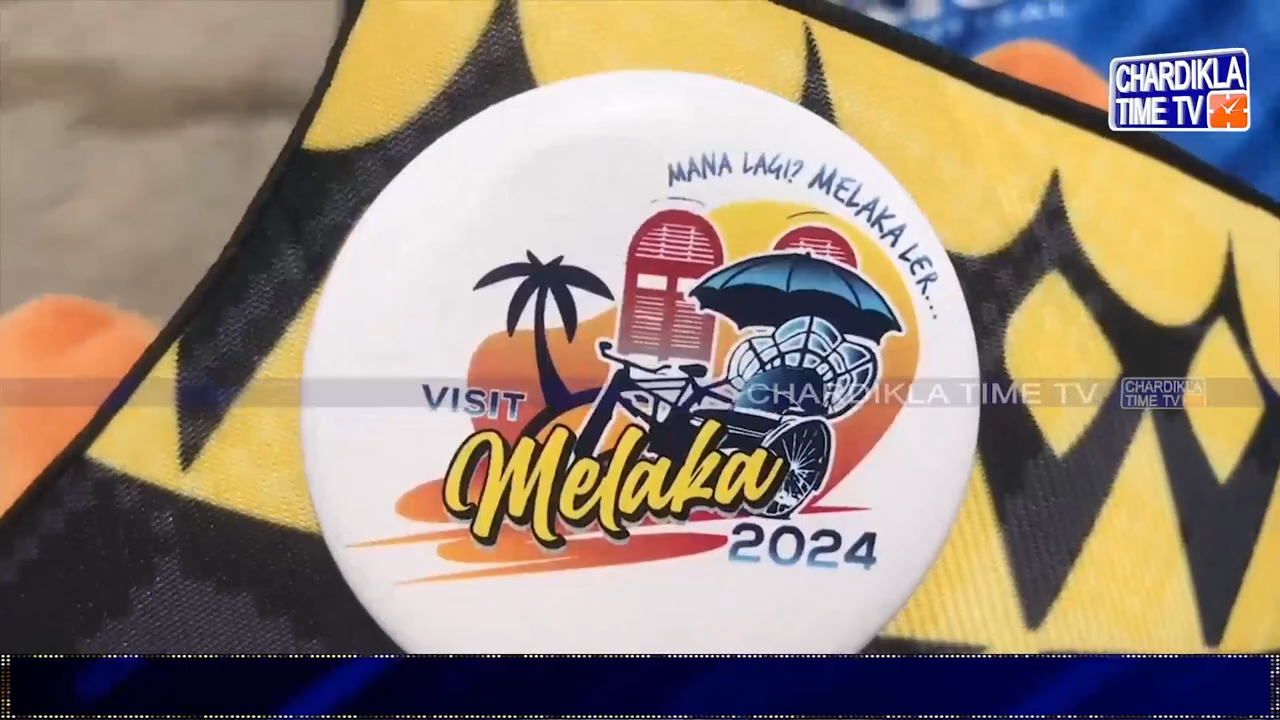 CHARDIKLA
TIME TV
MANA LAGI? MELAKA LER....
VISIT
Melaka
2024
CHARDIKLA TIME TV
CHARDIKLA
TIME TV